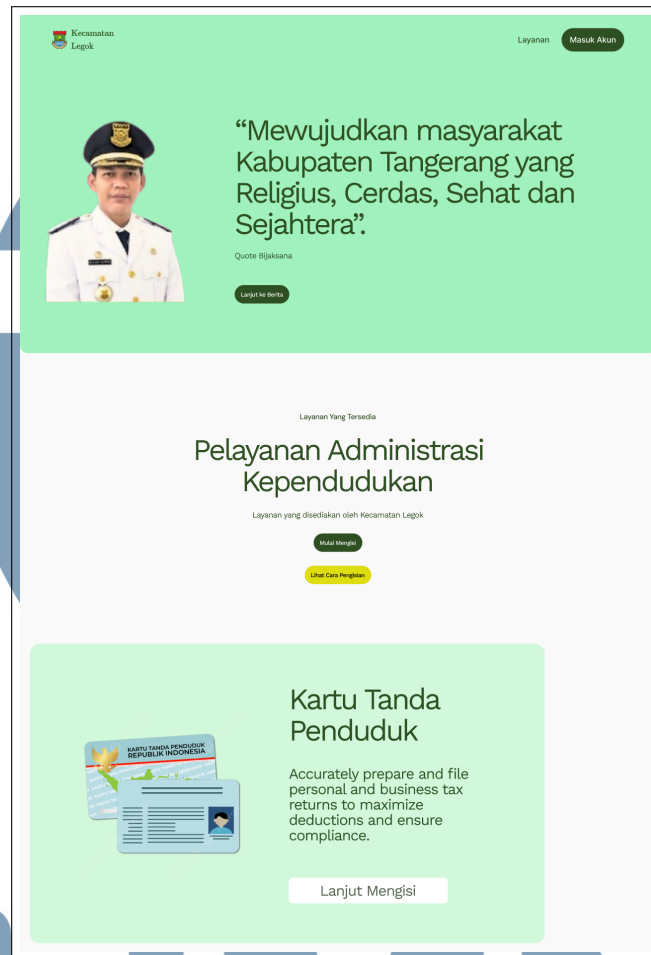 Kecamatan
Legok
Layanan
Masuk Akun
“Mewujudkan masyarakat
Kabupaten Tangerang yang
Religius, Cerdas, Sehat dan
Sejahtera”.
Quote Bijaksana
Lanjut ke Berita
Layanan Yang Tersedia
Pelayanan Administrasi
Kependudukan
Layanan yang disediakan oleh Kecamatan Legok
Mulai Mengisi
Lihat Cara Pengisian
KARTU TANDA PENDUDUK
REPUBLIK INDONESIA
Kartu Tanda
Penduduk
Accurately prepare and file
personal and business tax
returns to maximize
deductions and ensure
compliance.
Lanjut Mengisi